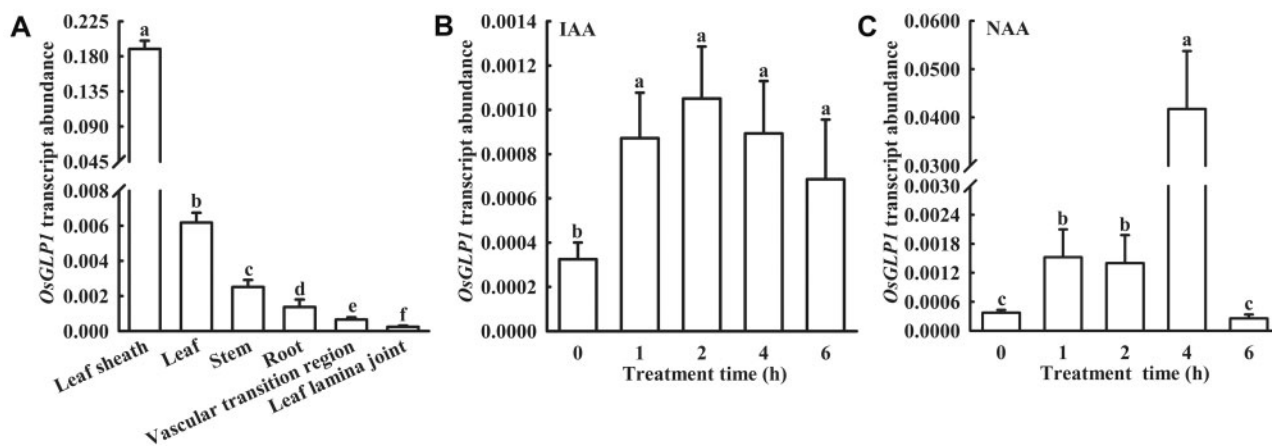 A
OsGLP1 transcript abundance
0.225
0.180
0.135
0.090
0.045
0.008
0.006
0.004
0.002
0.000
a
b
c
d
e
f
Leaf sheath
Leaf
Stem
Root
Vascular transition region
Leaf lamina joint
B
IAA
OsGLP1 transcript abundance
0.0014
0.0012
0.0010
0.0008
0.0006
0.0004
0.0002
0.0000
b
a
a
a
a
0 1 2 4 6
Treatment time (h)
C
NAA
OsGLP1 transcript abundance
0.0600
0.0500
0.0400
0.0300
0.0030
0.0024
0.0018
0.0012
0.0006
0.0000
c
b
b
a
c
0 1 2 4 6
Treatment time (h)